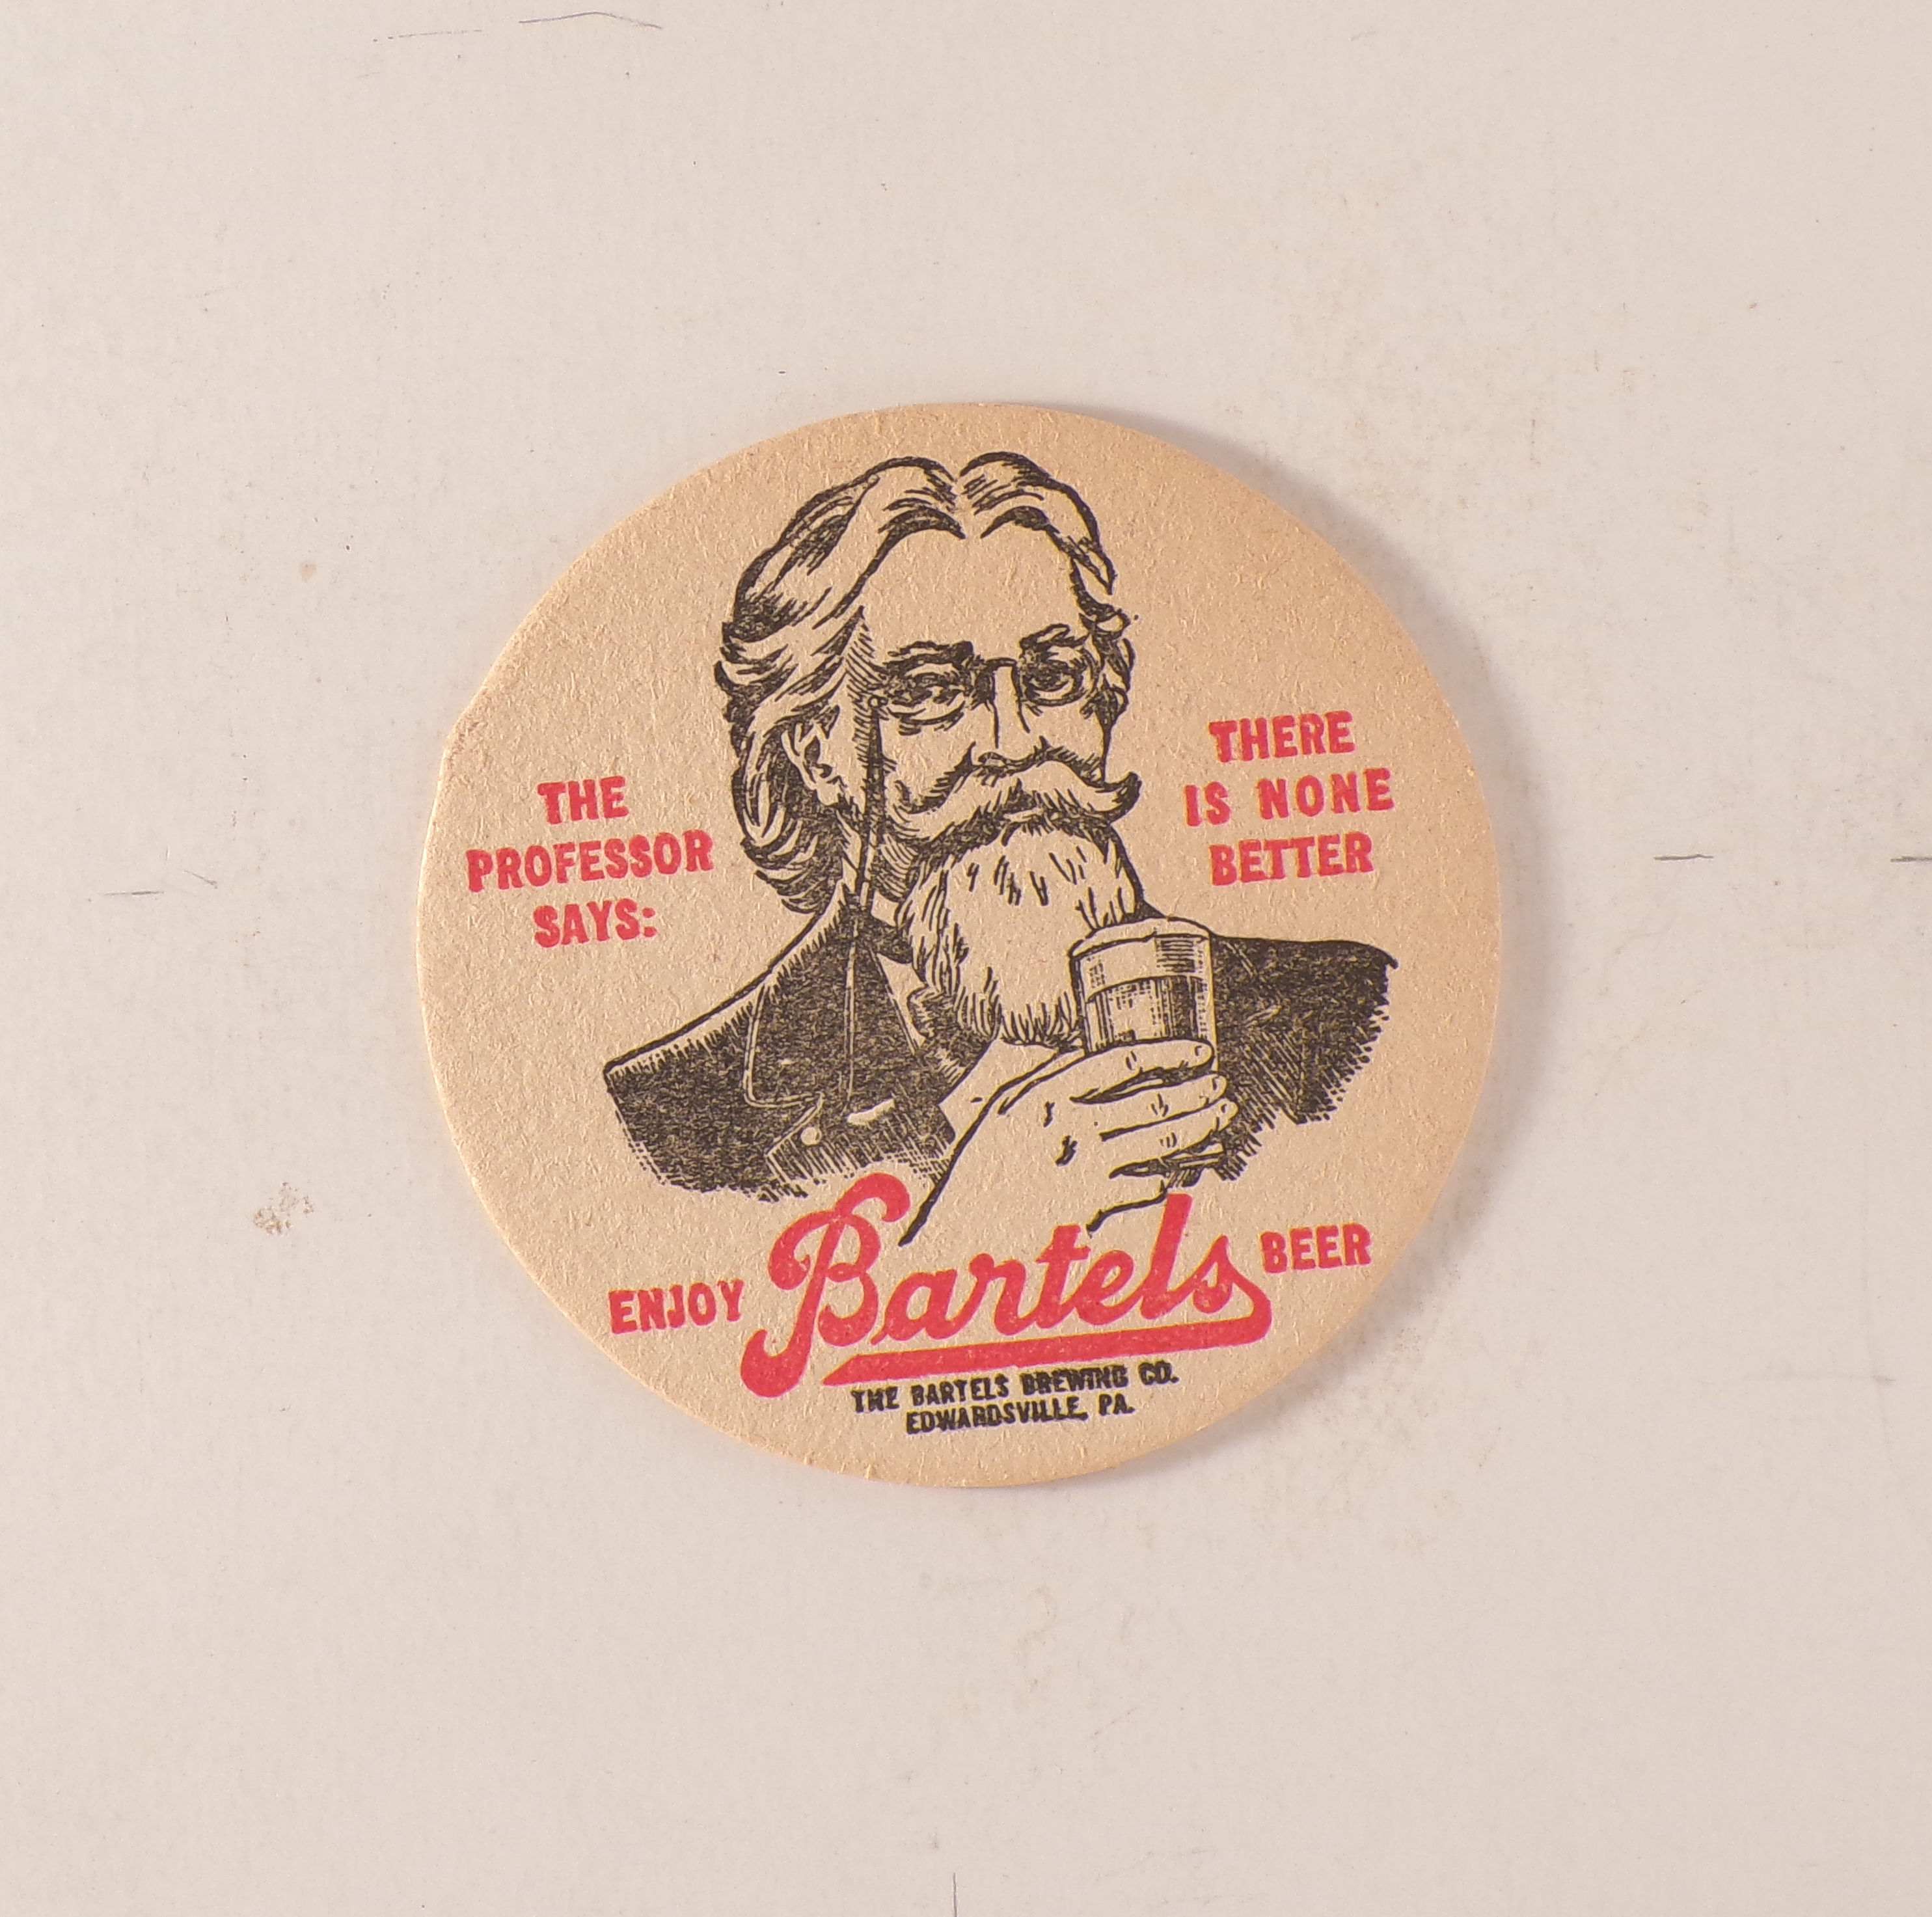 THE
PROFESSOR
SAYS:
THERE
IS NONE
BETTER
ENJOY Bartels BEER
THE BARTELS BREWING CO.
EDWARDSVILLE, PA.